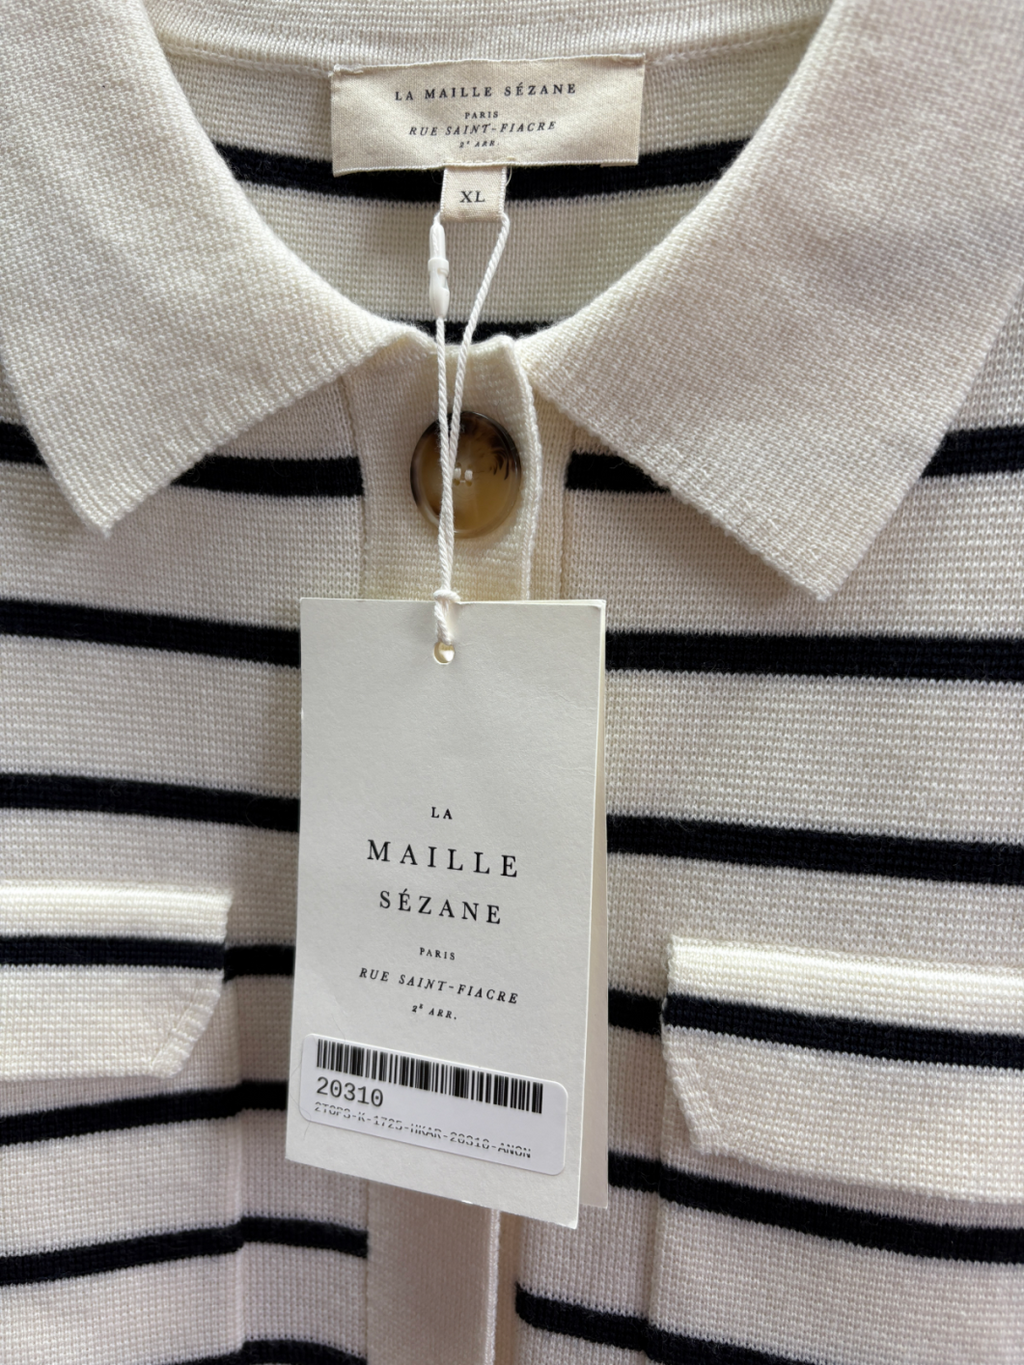 LA MAILLE SÉZANE
PARIS
RUE SAINT-FIACRE
2ᵉ ARR.
XL
LA
MAILLE
SÉZANE
PARIS
RUE SAINT-FIACRE
2ᵉ ARR.
20310